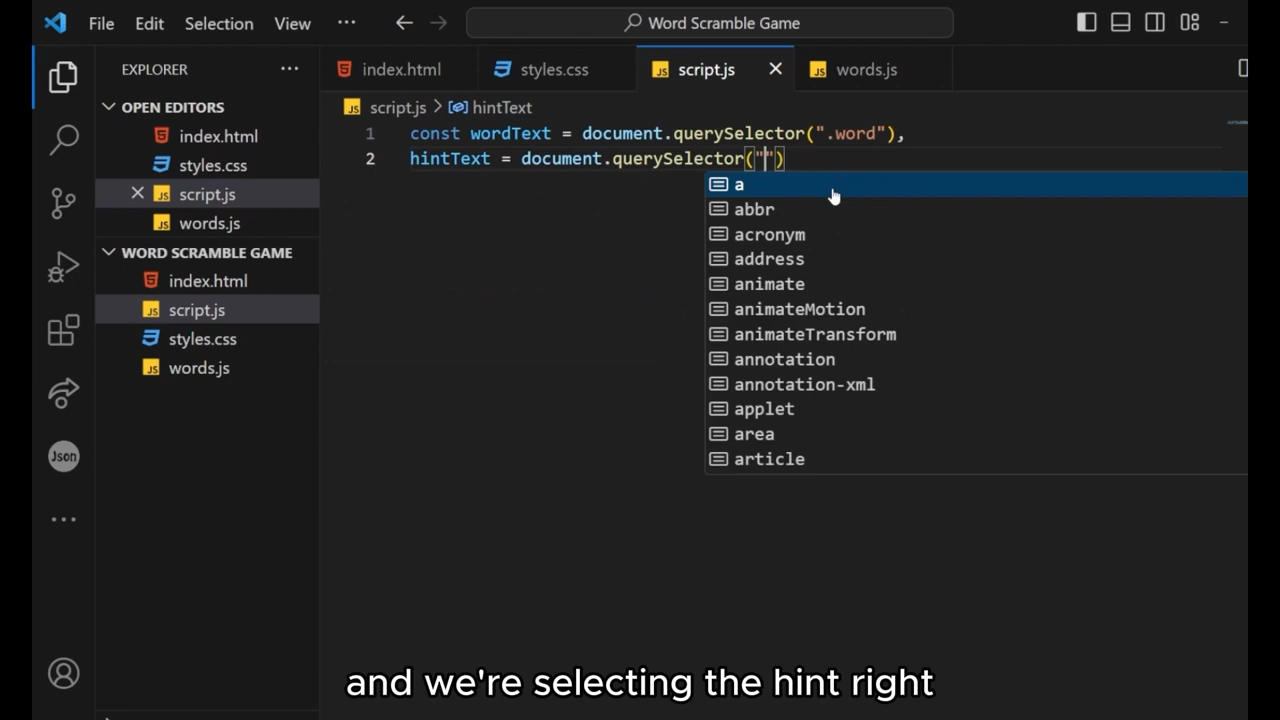 File Edit Selection View ··· Word Scramble Game
EXPLORER ···
index.html styles.css script.js words.js
OPEN EDITORS
index.html
styles.css
script.js
words.js
WORD SCRAMBLE GAME
index.html
script.js
styles.css
words.js
Json
script.js > hintText
1 const wordText = document.querySelector(".word"),
2 hintText = document.querySelector("")
a
abbr
acronym
address
animate
animateMotion
animateTransform
annotation
annotation-xml
applet
area
article
and we're selecting the hint right